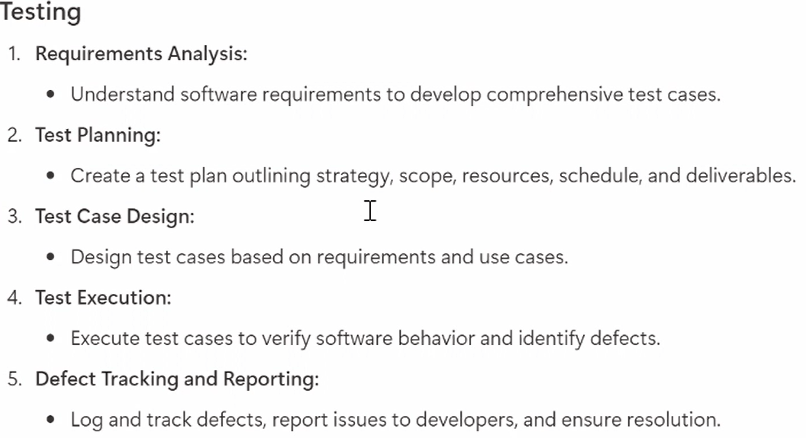 Testing
1. Requirements Analysis:
• Understand software requirements to develop comprehensive test cases.
2. Test Planning:
• Create a test plan outlining strategy, scope, resources, schedule, and deliverables.
3. Test Case Design:
• Design test cases based on requirements and use cases.
4. Test Execution:
• Execute test cases to verify software behavior and identify defects.
5. Defect Tracking and Reporting:
• Log and track defects, report issues to developers, and ensure resolution.